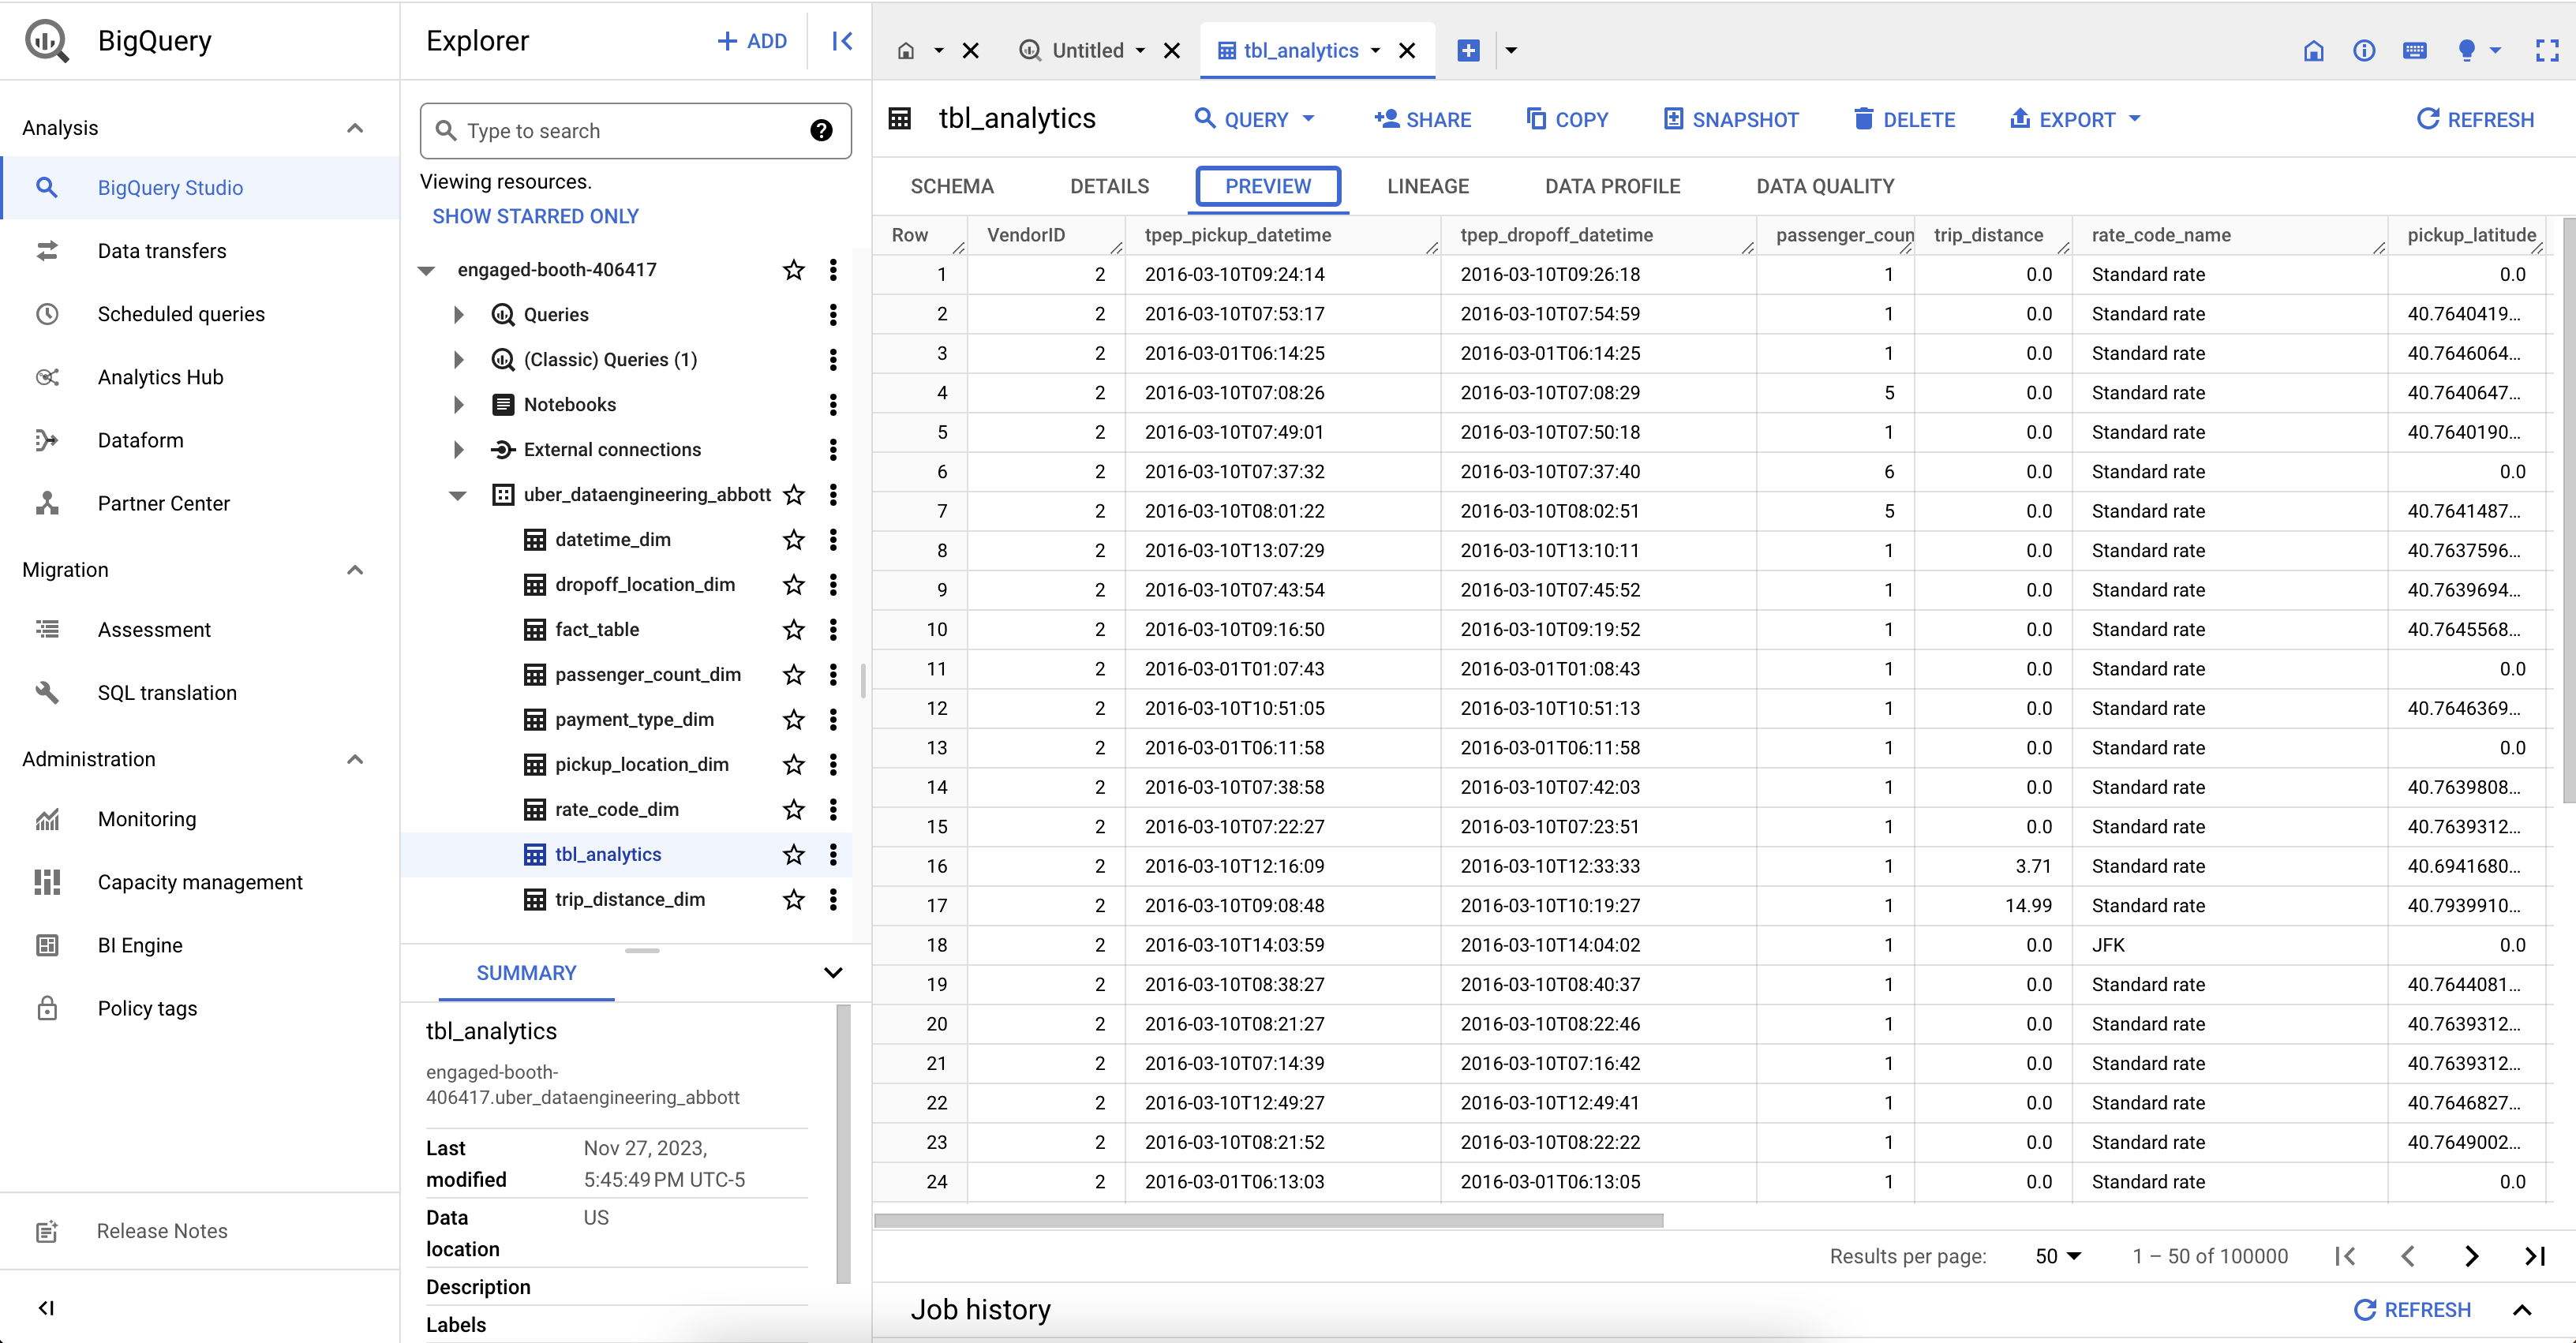 BigQuery
Analysis
BigQuery Studio
Data transfers
Scheduled queries
Analytics Hub
Dataform
Partner Center
Migration
Assessment
SQL translation
Administration
Monitoring
Capacity management
BI Engine
Policy tags
Release Notes
Explorer
ADD
Type to search
Viewing resources.
SHOW STARRED ONLY
engaged-booth-406417
Queries
(Classic) Queries (1)
Notebooks
External connections
uber_dataengineering_abbott
datetime_dim
dropoff_location_dim
fact_table
passenger_count_dim
payment_type_dim
pickup_location_dim
rate_code_dim
tbl_analytics
trip_distance_dim
SUMMARY
tbl_analytics
engaged-booth-
406417.uber_dataengineering_abbott
Last modified Nov 27, 2023, 5:45:49 PM UTC-5
Data location US
Description
Labels
Untitled tbl_analytics
tbl_analytics QUERY SHARE COPY SNAPSHOT DELETE EXPORT REFRESH
SCHEMA DETAILS PREVIEW LINEAGE DATA PROFILE DATA QUALITY
Row VendorID tpep_pickup_datetime tpep_dropoff_datetime passenger_coun trip_distance rate_code_name pickup_latitude
1 2 2016-03-10T09:24:14 2016-03-10T09:26:18 1 0.0 Standard rate 0.0
2 2 2016-03-10T07:53:17 2016-03-10T07:54:59 1 0.0 Standard rate 40.7640419...
3 2 2016-03-01T06:14:25 2016-03-01T06:14:25 1 0.0 Standard rate 40.7646064...
4 2 2016-03-10T07:08:26 2016-03-10T07:08:29 5 0.0 Standard rate 40.7640647...
5 2 2016-03-10T07:49:01 2016-03-10T07:50:18 1 0.0 Standard rate 40.7640190...
6 2 2016-03-10T07:37:32 2016-03-10T07:37:40 6 0.0 Standard rate 0.0
7 2 2016-03-10T08:01:22 2016-03-10T08:02:51 5 0.0 Standard rate 40.7641487...
8 2 2016-03-10T13:07:29 2016-03-10T13:10:11 1 0.0 Standard rate 40.7637596...
9 2 2016-03-10T07:43:54 2016-03-10T07:45:52 1 0.0 Standard rate 40.7639694...
10 2 2016-03-10T09:16:50 2016-03-10T09:19:52 1 0.0 Standard rate 40.7645568...
11 2 2016-03-01T01:07:43 2016-03-01T01:08:43 1 0.0 Standard rate 0.0
12 2 2016-03-10T10:51:05 2016-03-10T10:51:13 1 0.0 Standard rate 40.7646369...
13 2 2016-03-01T06:11:58 2016-03-01T06:11:58 1 0.0 Standard rate 0.0
14 2 2016-03-10T07:38:58 2016-03-10T07:42:03 1 0.0 Standard rate 40.7639808...
15 2 2016-03-10T07:22:27 2016-03-10T07:23:51 1 0.0 Standard rate 40.7639312...
16 2 2016-03-10T12:16:09 2016-03-10T12:33:33 1 3.71 Standard rate 40.6941680...
17 2 2016-03-10T09:08:48 2016-03-10T10:19:27 1 14.99 Standard rate 40.7939910...
18 2 2016-03-10T14:03:59 2016-03-10T14:04:02 1 0.0 JFK 0.0
19 2 2016-03-10T08:38:27 2016-03-10T08:40:37 1 0.0 Standard rate 40.7644081...
20 2 2016-03-10T08:21:27 2016-03-10T08:22:46 1 0.0 Standard rate 40.7639312...
21 2 2016-03-10T07:14:39 2016-03-10T07:16:42 1 0.0 Standard rate 40.7639312...
22 2 2016-03-10T12:49:27 2016-03-10T12:49:41 1 0.0 Standard rate 40.7646827...
23 2 2016-03-10T08:21:52 2016-03-10T08:22:22 1 0.0 Standard rate 40.7649002...
24 2 2016-03-01T06:13:03 2016-03-01T06:13:05 1 0.0 Standard rate 0.0
Results per page: 50 1 – 50 of 100000
Job history REFRESH